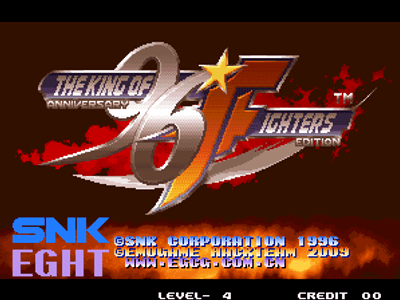 THE KING OF
ANNIVERSARY
96TH
TM
FIGHTERS
EDITION
SNK
EGHT
©SNK CORPORATION 1996
©EMUGAME HACKTEAM 2009
WWW.EGCG.COM.CN
LEVEL- 4 CREDIT 00